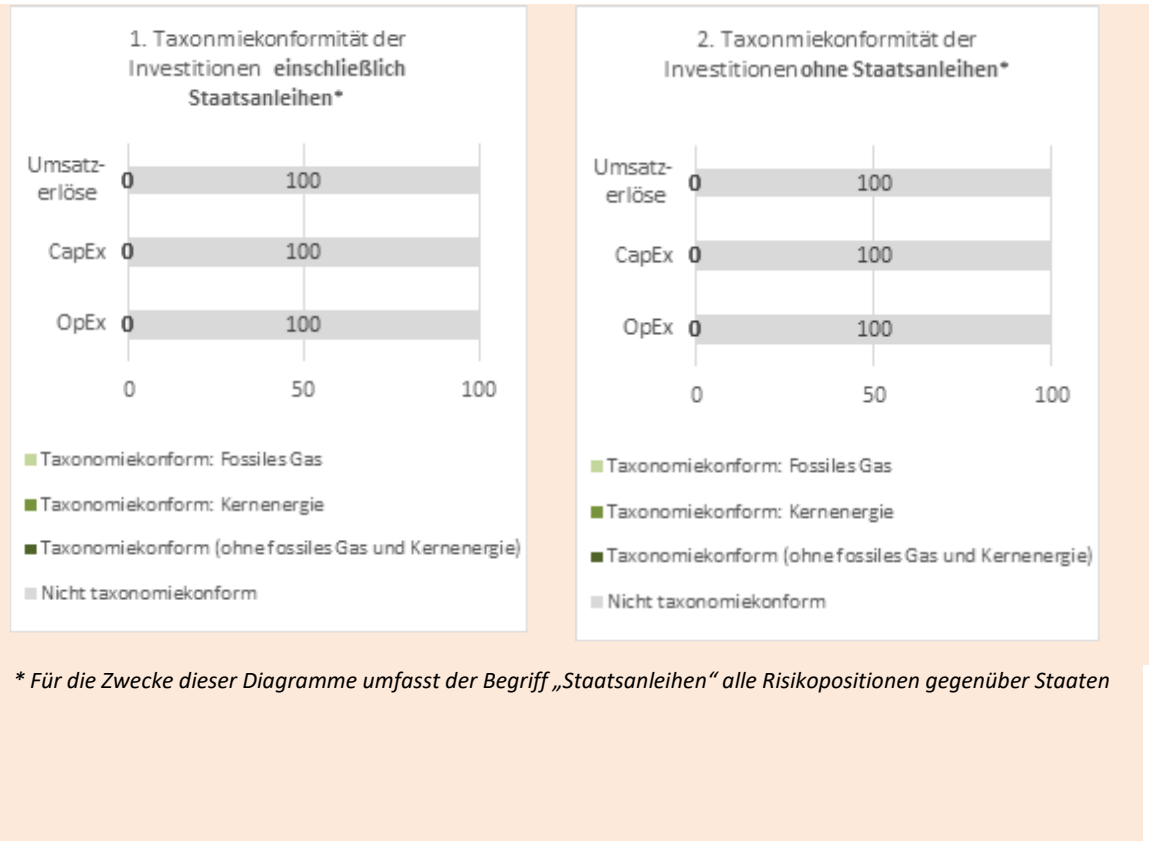 1. Taxonmiekonformität der
Investitionen einschließlich
Staatsanleihen*
Umsatz-
erlöse
0
100
CapEx
0
100
OpEx
0
100
0
50
100
Taxonomiekonform: Fossiles Gas
Taxonomiekonform: Kernenergie
Taxonomiekonform (ohne fossiles Gas und Kernenergie)
Nicht taxonomiekonform
2. Taxonmiekonformität der
Investitionen ohne Staatsanleihen*
Umsatz-
erlöse
0
100
CapEx
0
100
OpEx
0
100
0
50
100
Taxonomiekonform: Fossiles Gas
Taxonomiekonform: Kernenergie
Taxonomiekonform (ohne fossiles Gas und Kernenergie)
Nicht taxonomiekonform
* Für die Zwecke dieser Diagramme umfasst der Begriff „Staatsanleihen“ alle Risikopositionen gegenüber Staaten